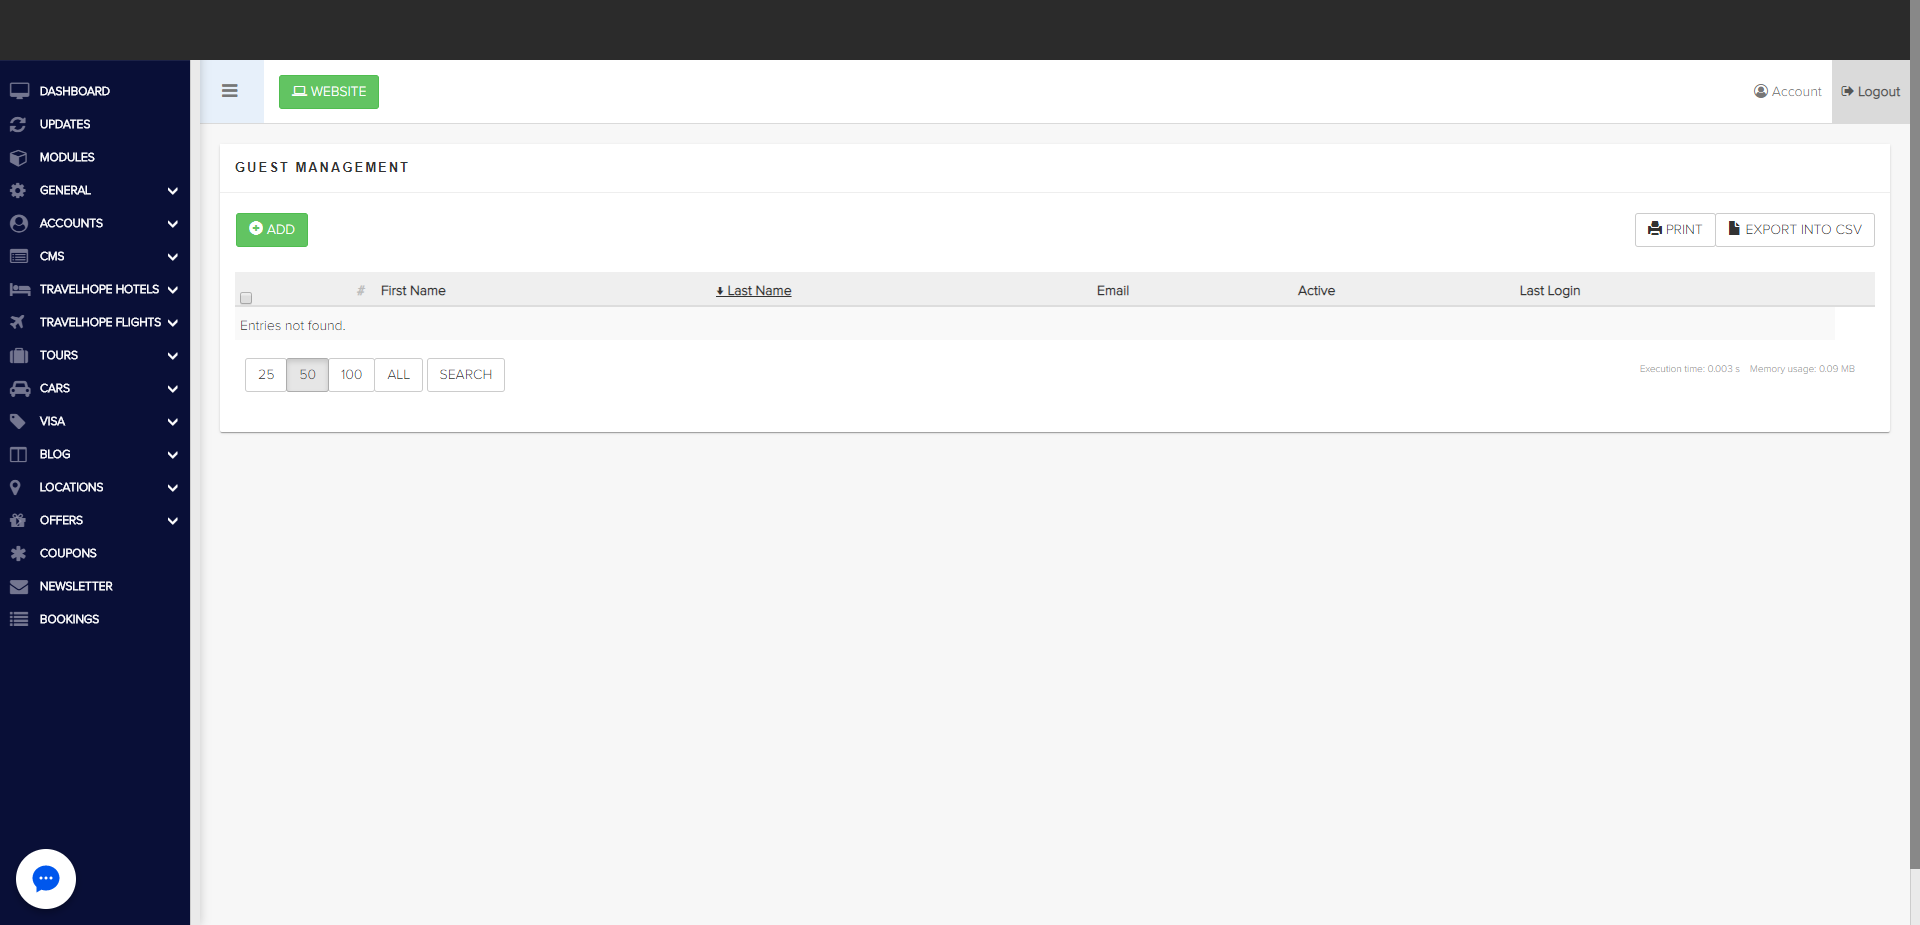 DASHBOARD
UPDATES
MODULES
GENERAL
ACCOUNTS
CMS
TRAVELHOPE HOTELS
TRAVELHOPE FLIGHTS
TOURS
CARS
VISA
BLOG
LOCATIONS
OFFERS
COUPONS
NEWSLETTER
BOOKINGS
WEBSITE
Account
Logout
GUEST MANAGEMENT
ADD
PRINT
EXPORT INTO CSV
# First Name Last Name Email Active Last Login
Entries not found.
25 50 100 ALL SEARCH
Execution time: 0.003 s Memory usage: 0.09 MB